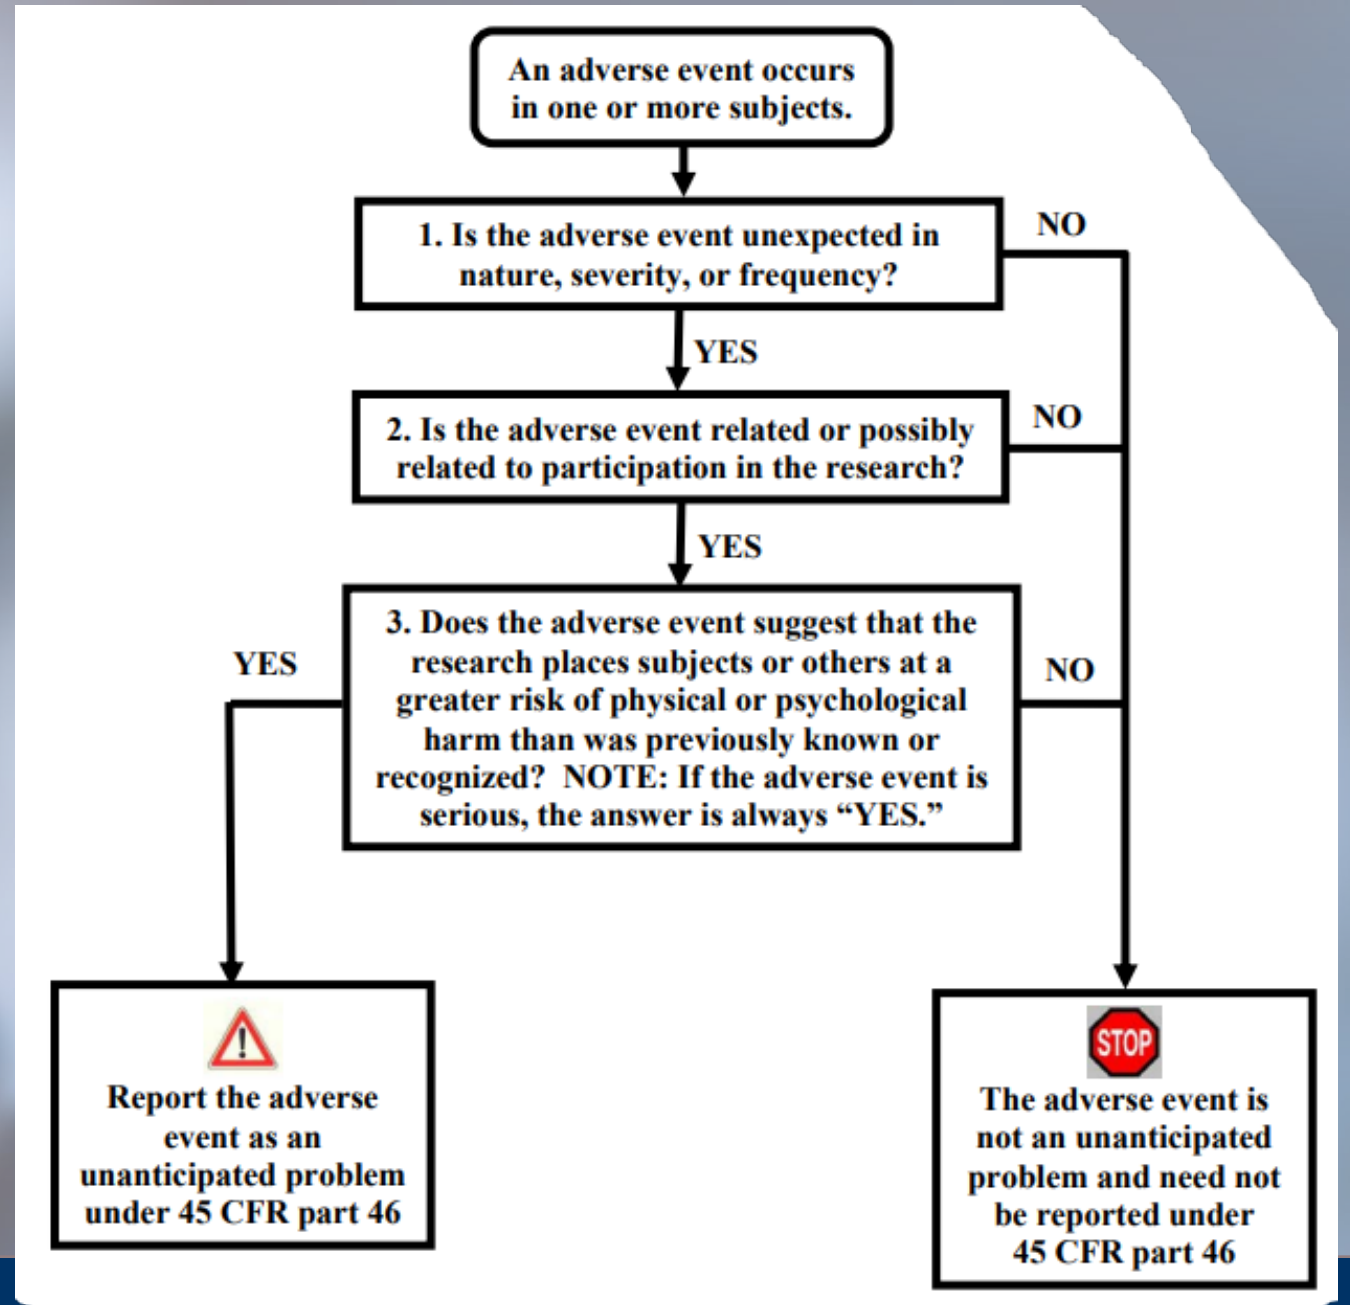 An adverse event occurs
in one or more subjects.
1. Is the adverse event unexpected in
nature, severity, or frequency?
NO
YES
2. Is the adverse event related or possibly
related to participation in the research?
NO
YES
3. Does the adverse event suggest that the
research places subjects or others at a
greater risk of physical or psychological
harm than was previously known or
recognized?  NOTE: If the adverse event is
serious, the answer is always “YES.”
YES
NO
Report the adverse
event as an
unanticipated problem
under 45 CFR part 46
STOP
The adverse event is
not an unanticipated
problem and need not
be reported under
45 CFR part 46